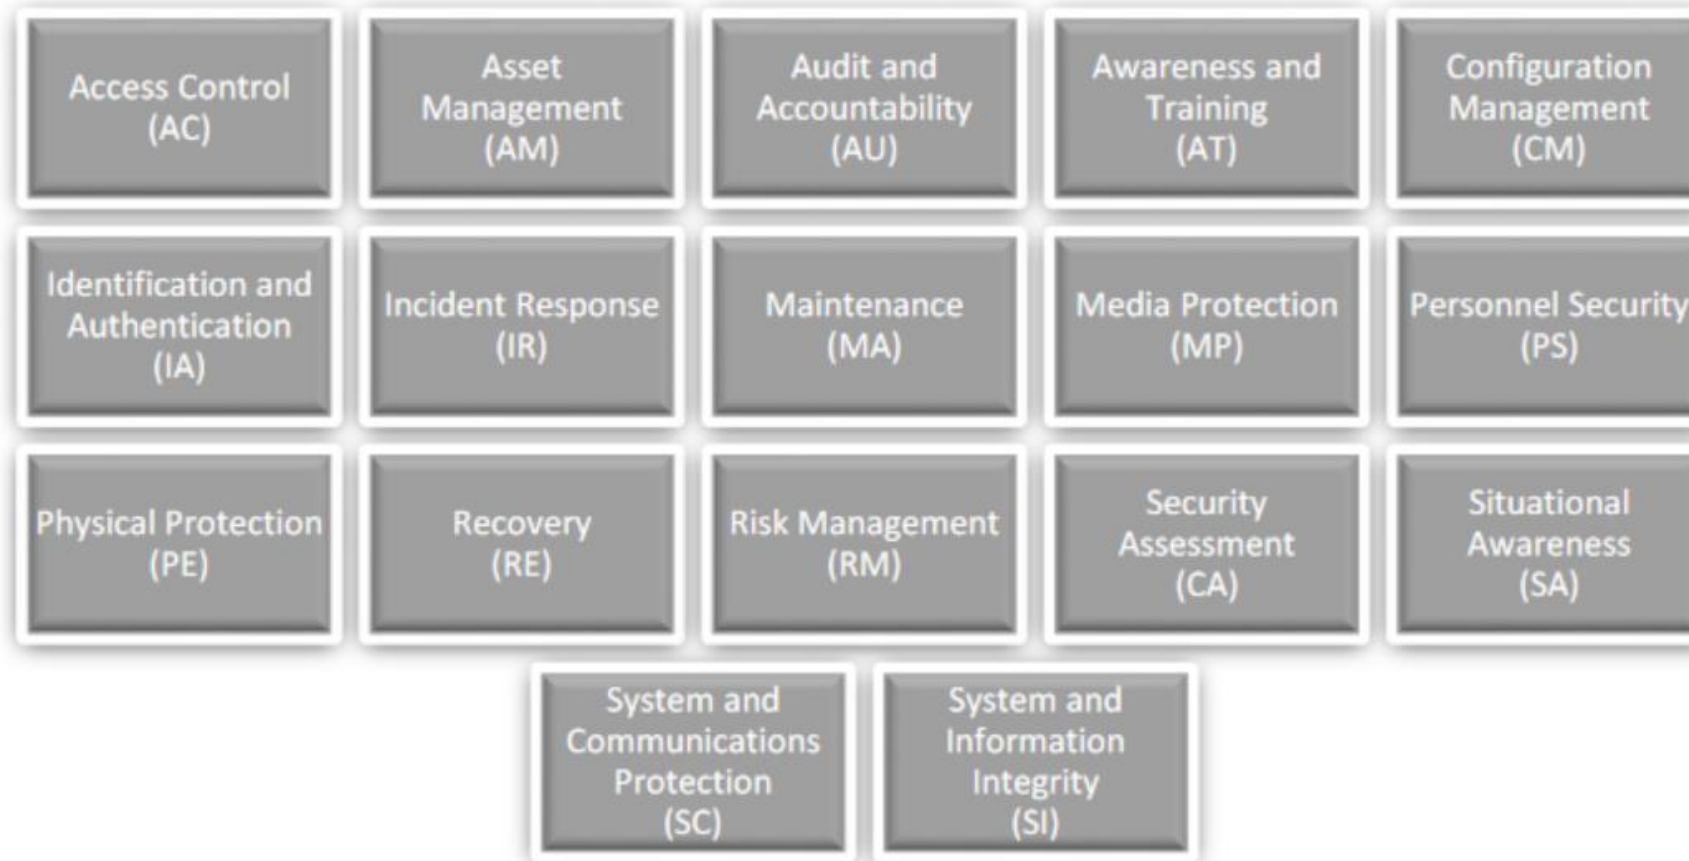 Access Control
(AC)
Asset
Management
(AM)
Audit and
Accountability
(AU)
Awareness and
Training
(AT)
Configuration
Management
(CM)
Identification and
Authentication
(IA)
Incident Response
(IR)
Maintenance
(MA)
Media Protection
(MP)
Personnel Security
(PS)
Physical Protection
(PE)
Recovery
(RE)
Risk Management
(RM)
Security
Assessment
(CA)
Situational
Awareness
(SA)
System and
Communications
Protection
(SC)
System and
Information
Integrity
(SI)